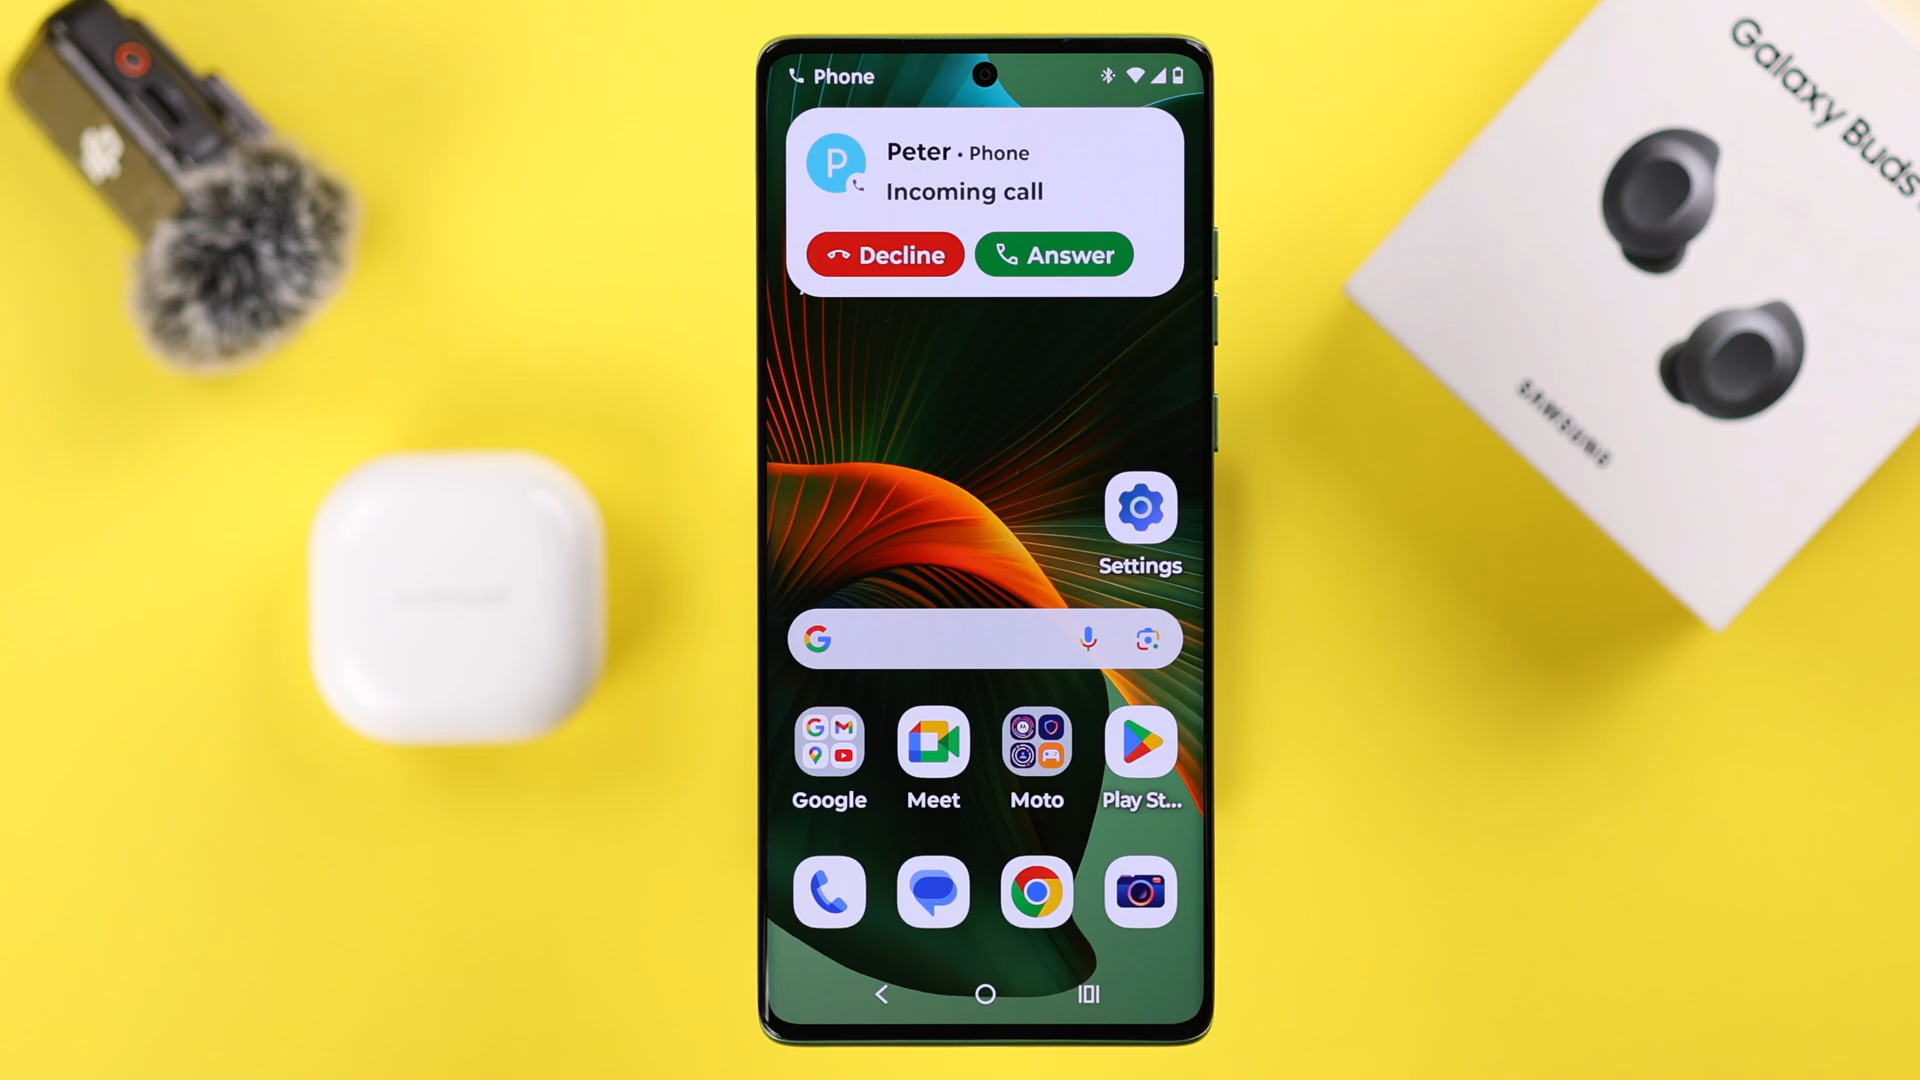 Phone
Peter • Phone
Incoming call
Decline
Answer
Settings
Google
Meet
Moto
Play St...
Galaxy Buds
SAMSUNG